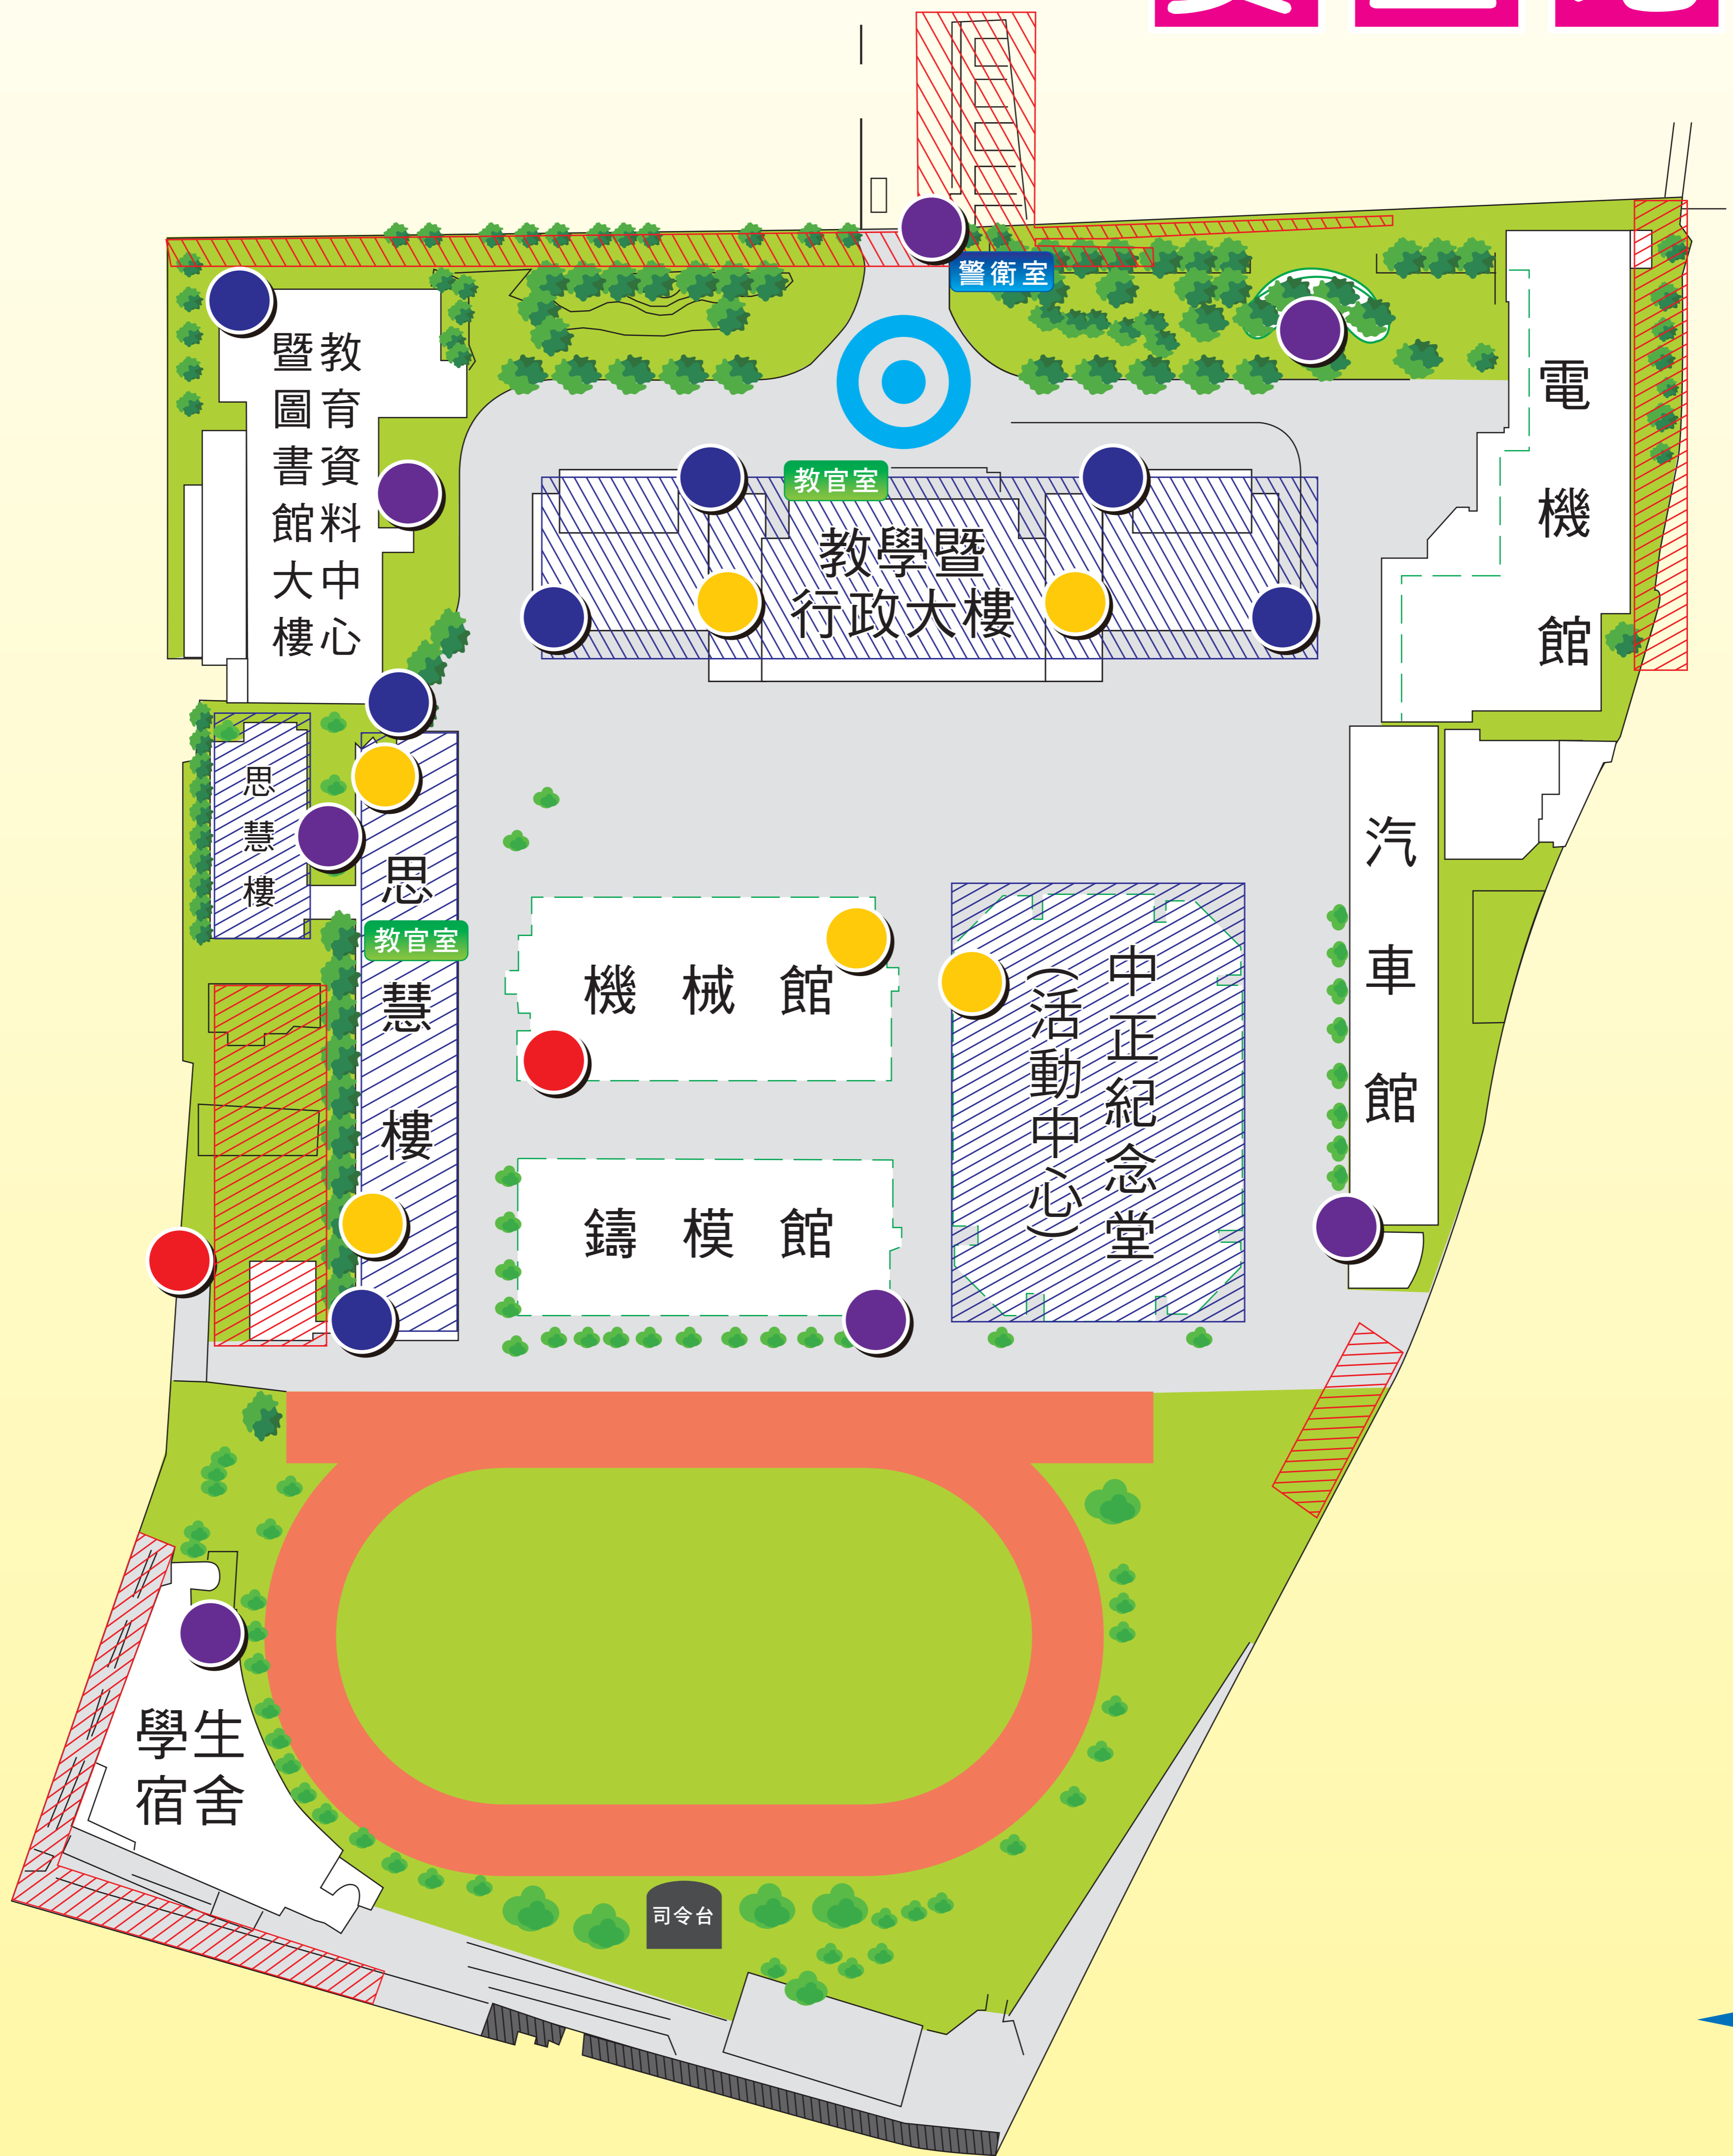 警衛室
教育資料中心
暨圖書館大樓
教官室
教學暨
行政大樓
電機館
思慧樓
思慧樓
教官室
機械館
中正紀念堂
(活動中心)
汽車館
鑄模館
學生
宿舍
司令台